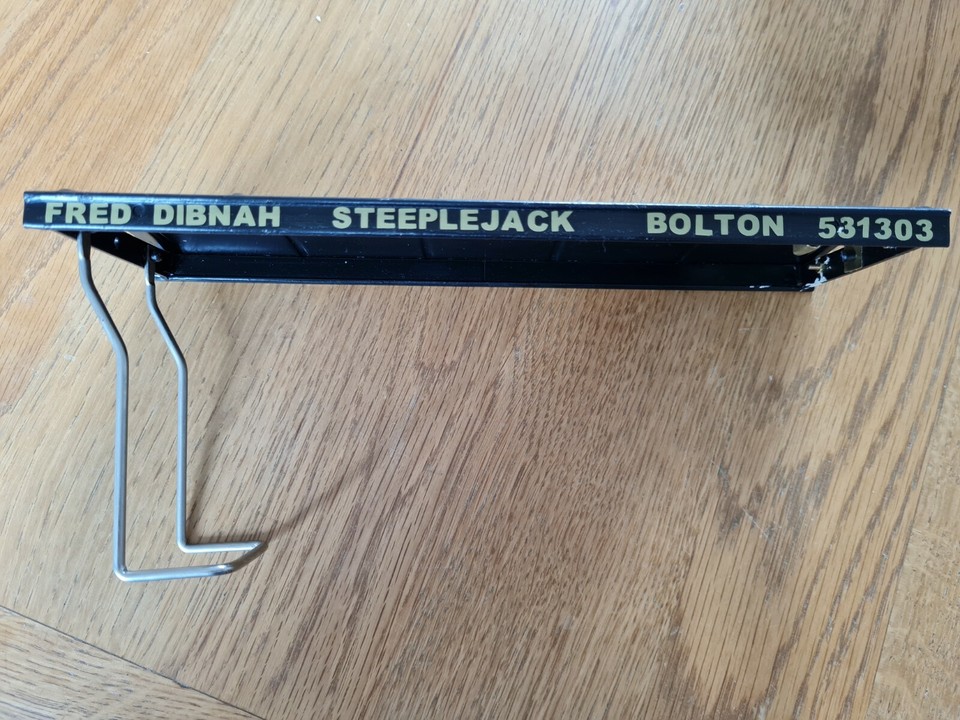 FRED DIBNAH STEEPLEJACK BOLTON 531303